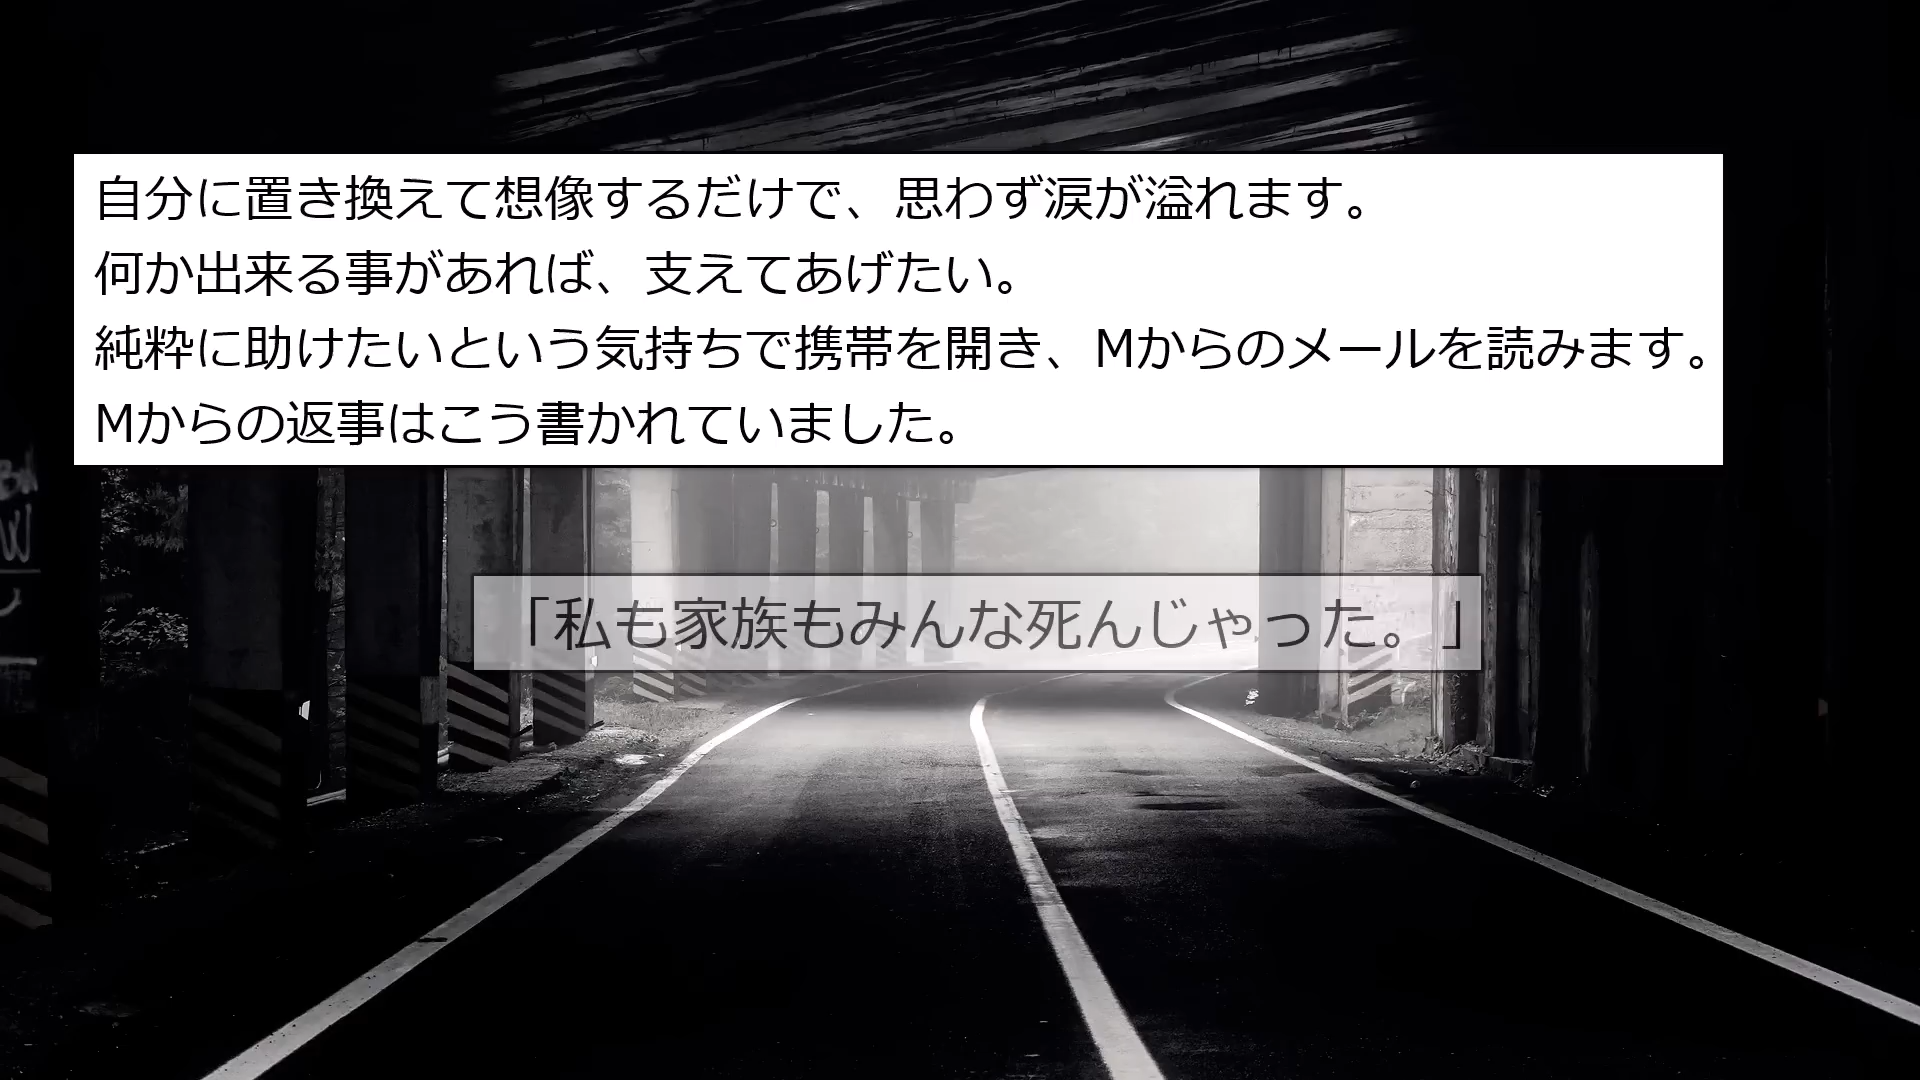 自分に置き換えて想像するだけで、思わず涙が溢れます。
何か出来る事があれば、支えてあげたい。
純粋に助けたいという気持ちで携帯を開き、Mからのメールを読みます。
Mからの返事はこう書かれていました。
「私も家族もみんな死んじゃった。」